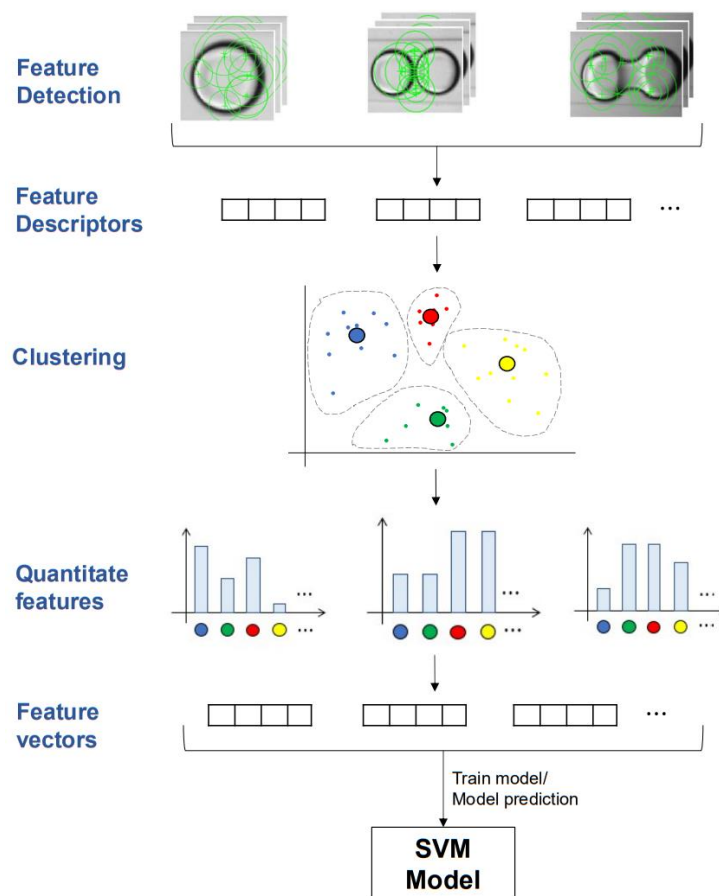 Feature
Detection
Feature
Descriptors
...
Clustering
Quantitate
features
...
...
...
...
...
...
Feature
vectors
...
Train model/
Model prediction
SVM
Model